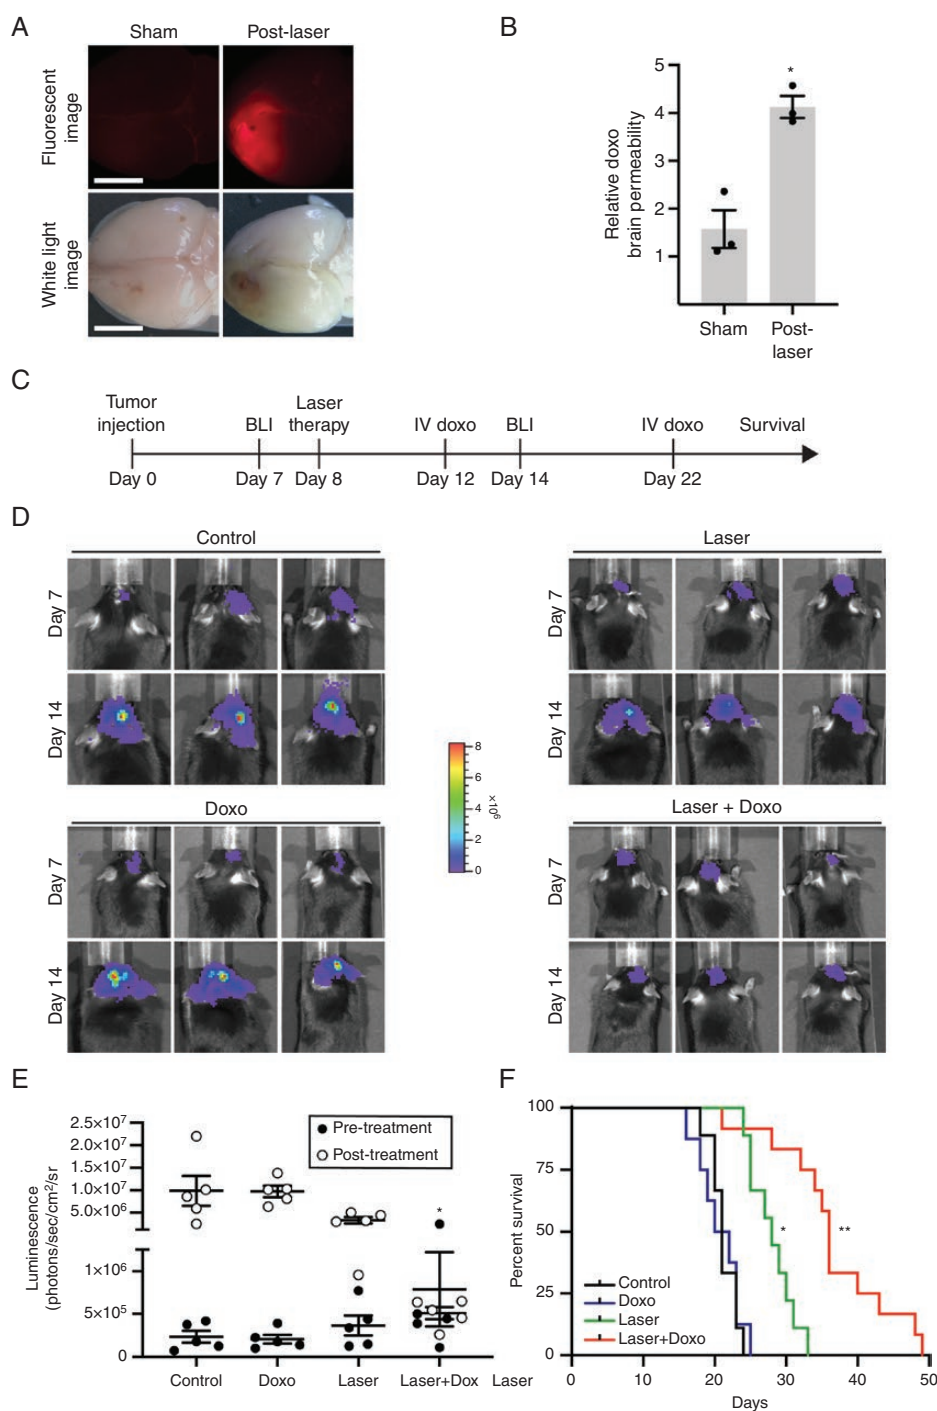 A
Sham
Post-laser
Fluorescent
image
White light
image
B
5
4
3
2
1
Relative doxo
brain permeability
*
Sham
Post-
laser
C
Tumor
injection
BLI
Laser
therapy
IV doxo
BLI
IV doxo
Survival
Day 0
Day 7
Day 8
Day 12
Day 14
Day 22
D
Control
Day 7
Day 14
Laser
Day 7
Day 14
8
6
4
2
0
×10⁶
Doxo
Day 7
Day 14
Laser + Doxo
Day 7
Day 14
E
Luminescence
(photons/sec/cm²/sr)
2.5×10⁷
2.0×10⁷
1.5×10⁷
1.0×10⁷
5.0×10⁶
1×10⁶
5×10⁵
0
Pre-treatment
Post-treatment
*
Control
Doxo
Laser
Laser+Dox
Laser
F
Percent survival
100
75
50
25
0
*
**
Control
Doxo
Laser
Laser+Doxo
0
10
20
30
40
50
Days